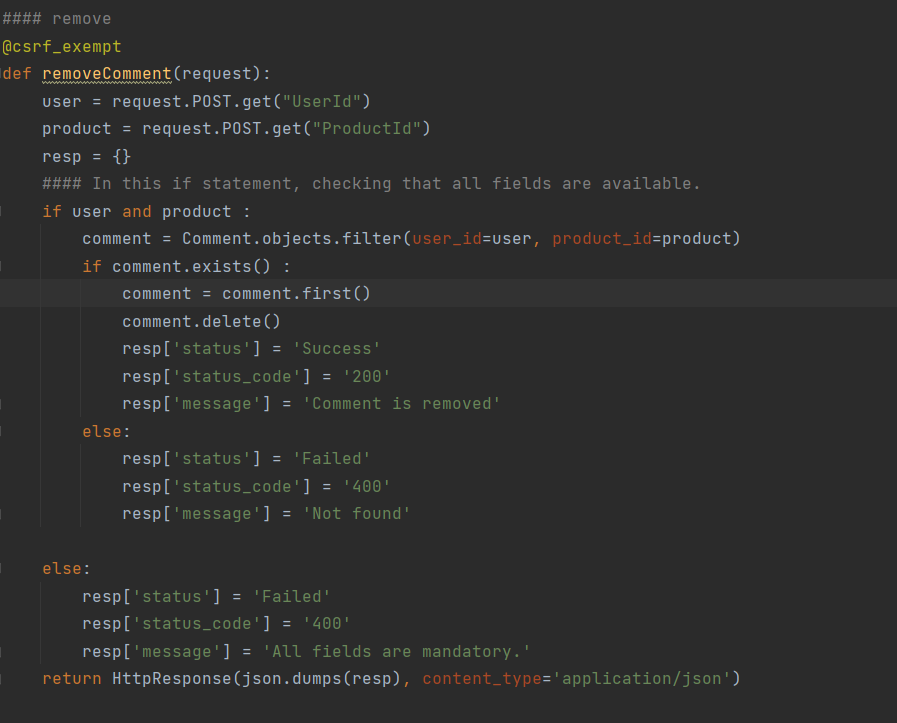 #### remove
@csrf_exempt
def removeComment(request):
    user = request.POST.get("UserId")
    product = request.POST.get("ProductId")
    resp = {}
    #### In this if statement, checking that all fields are available.
    if user and product :
        comment = Comment.objects.filter(user_id=user, product_id=product)
        if comment.exists() :
            comment = comment.first()
            comment.delete()
            resp['status'] = 'Success'
            resp['status_code'] = '200'
            resp['message'] = 'Comment is removed'
        else:
            resp['status'] = 'Failed'
            resp['status_code'] = '400'
            resp['message'] = 'Not found'

    else:
        resp['status'] = 'Failed'
        resp['status_code'] = '400'
        resp['message'] = 'All fields are mandatory.'
    return HttpResponse(json.dumps(resp), content_type='application/json')